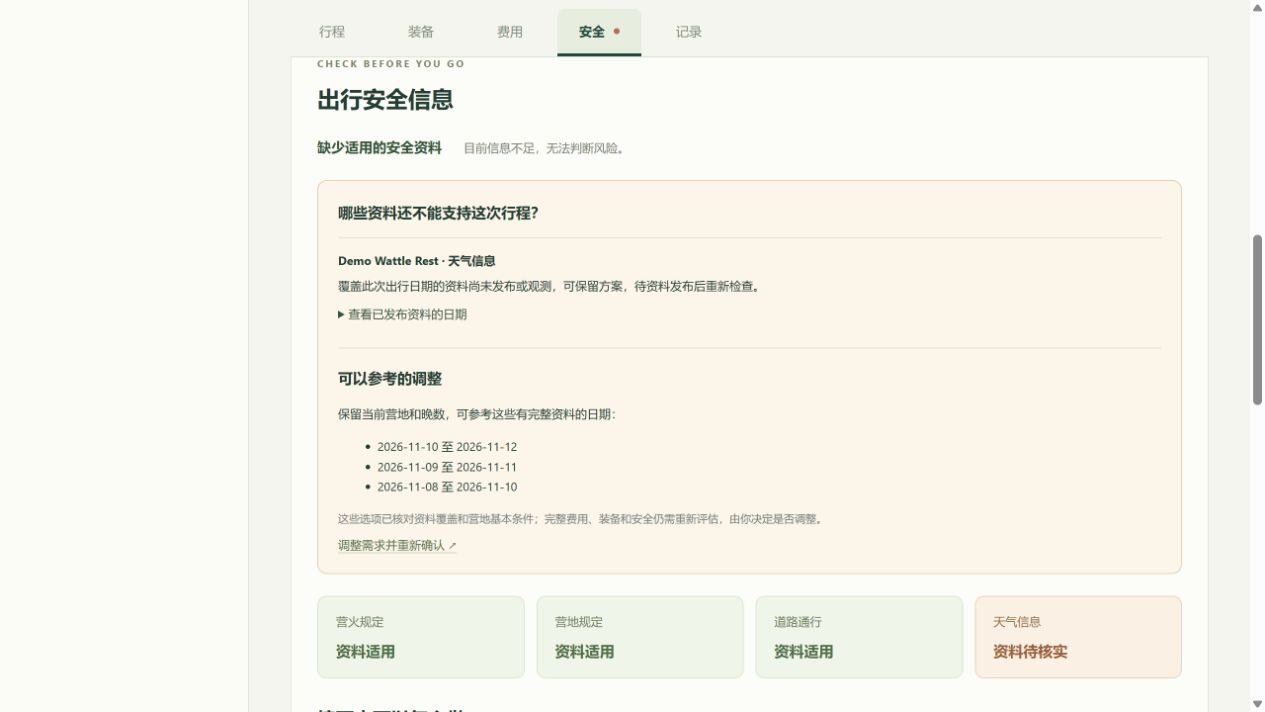 行程
装备
费用
安全
记录
CHECK BEFORE YOU GO
出行安全信息
缺少适用的安全资料
目前信息不足，无法判断风险。
哪些资料还不能支持这次行程？
Demo Wattle Rest · 天气信息
覆盖此次出行日期的资料尚未发布或观测，可保留方案，待资料发布后重新检查。
▶ 查看已发布资料的日期
可以参考的调整
保留当前营地和晚数，可参考这些有完整资料的日期：
• 2026-11-10 至 2026-11-12
• 2026-11-09 至 2026-11-11
• 2026-11-08 至 2026-11-10
这些选项已核对资料覆盖和营地基本条件；完整费用、装备和安全仍需重新评估，由你决定是否调整。
调整需求并重新确认 ↗
营火规定
资料适用
营地规定
资料适用
道路通行
资料适用
天气信息
资料待核实